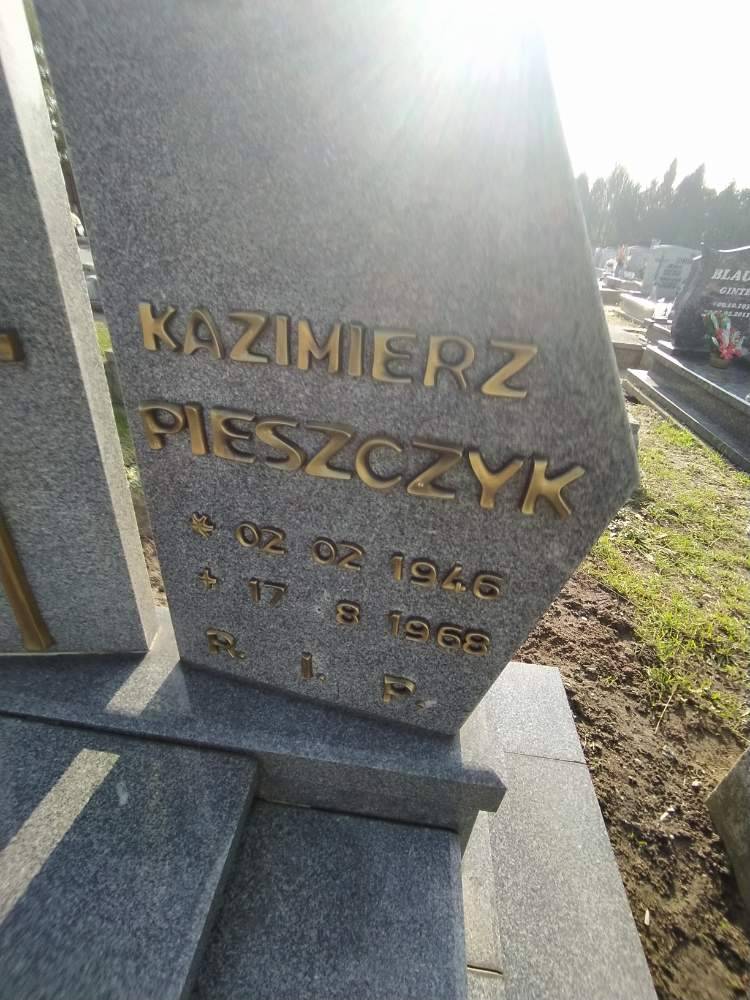 KAZIMIERZ
PIESZCZYK
* 02 02 1946
+ 17 8 1968
R. I. P.